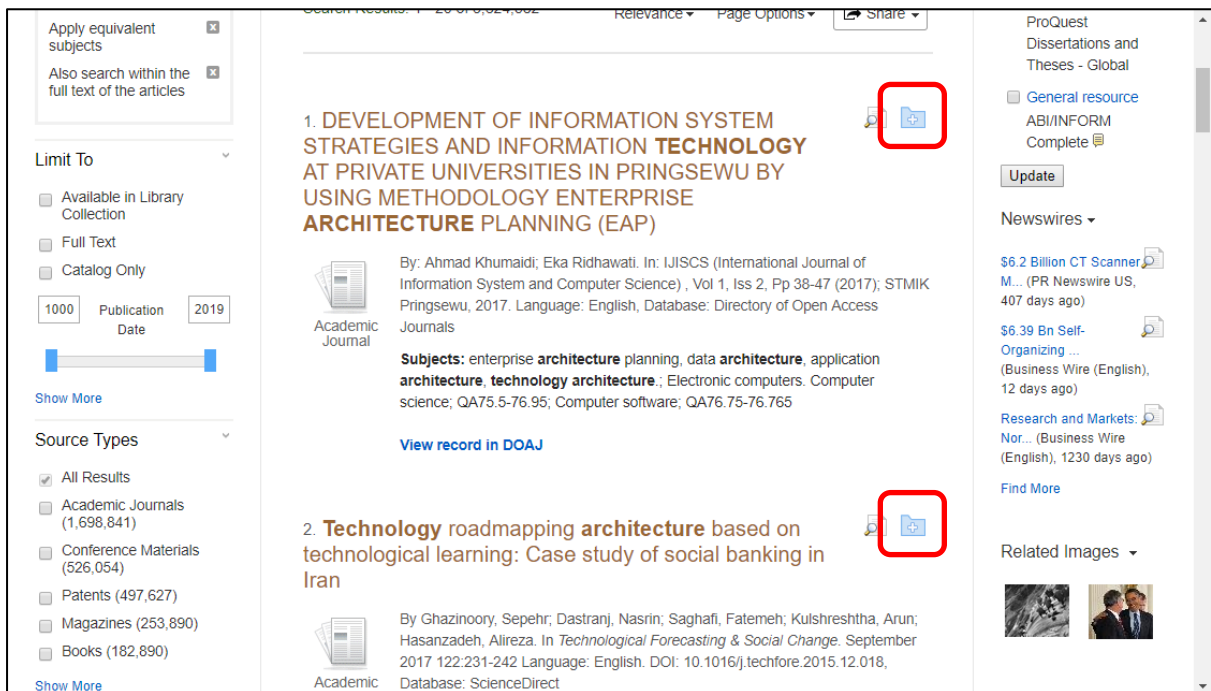 Apply equivalent
subjects
Also search within the
full text of the articles
Limit To
Available in Library
Collection
Full Text
Catalog Only
1000
Publication
Date
2019
Show More
Source Types
All Results
Academic Journals
(1,698,841)
Conference Materials
(526,054)
Patents (497,627)
Magazines (253,890)
Books (182,890)
Show More
Relevance
Page Options
Share
1. DEVELOPMENT OF INFORMATION SYSTEM
STRATEGIES AND INFORMATION TECHNOLOGY
AT PRIVATE UNIVERSITIES IN PRINGSEWU BY
USING METHODOLOGY ENTERPRISE
ARCHITECTURE PLANNING (EAP)
Academic
Journal
By: Ahmad Khumaidi; Eka Ridhawati. In: IJISCS (International Journal of
Information System and Computer Science) , Vol 1, Iss 2, Pp 38-47 (2017); STMIK
Pringsewu, 2017. Language: English, Database: Directory of Open Access
Journals
Subjects: enterprise architecture planning, data architecture, application
architecture, technology architecture.; Electronic computers. Computer
science; QA75.5-76.95; Computer software; QA76.75-76.765
View record in DOAJ
2. Technology roadmapping architecture based on
technological learning: Case study of social banking in
Iran
Academic
By Ghazinoory, Sepehr; Dastranj, Nasrin; Saghafi, Fatemeh; Kulshreshtha, Arun;
Hasanzadeh, Alireza. In Technological Forecasting & Social Change. September
2017 122:231-242 Language: English. DOI: 10.1016/j.techfore.2015.12.018,
Database: ScienceDirect
ProQuest
Dissertations and
Theses - Global
General resource
ABI/INFORM
Complete
Update
Newswires
$6.2 Billion CT Scanner
M... (PR Newswire US,
407 days ago)
$6.39 Bn Self-
Organizing ...
(Business Wire (English),
12 days ago)
Research and Markets:
Nor... (Business Wire
(English), 1230 days ago)
Find More
Related Images